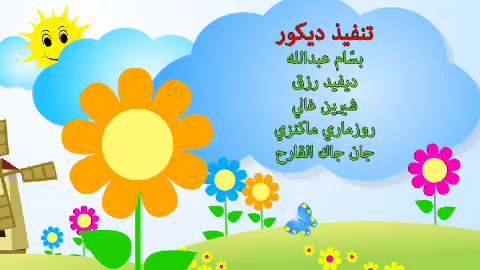 تنفيذ ديكور
بسّام عبدالله
ديفيد رزق
شيرين غالي
روزماري ماكنزي
جان جاك القارح